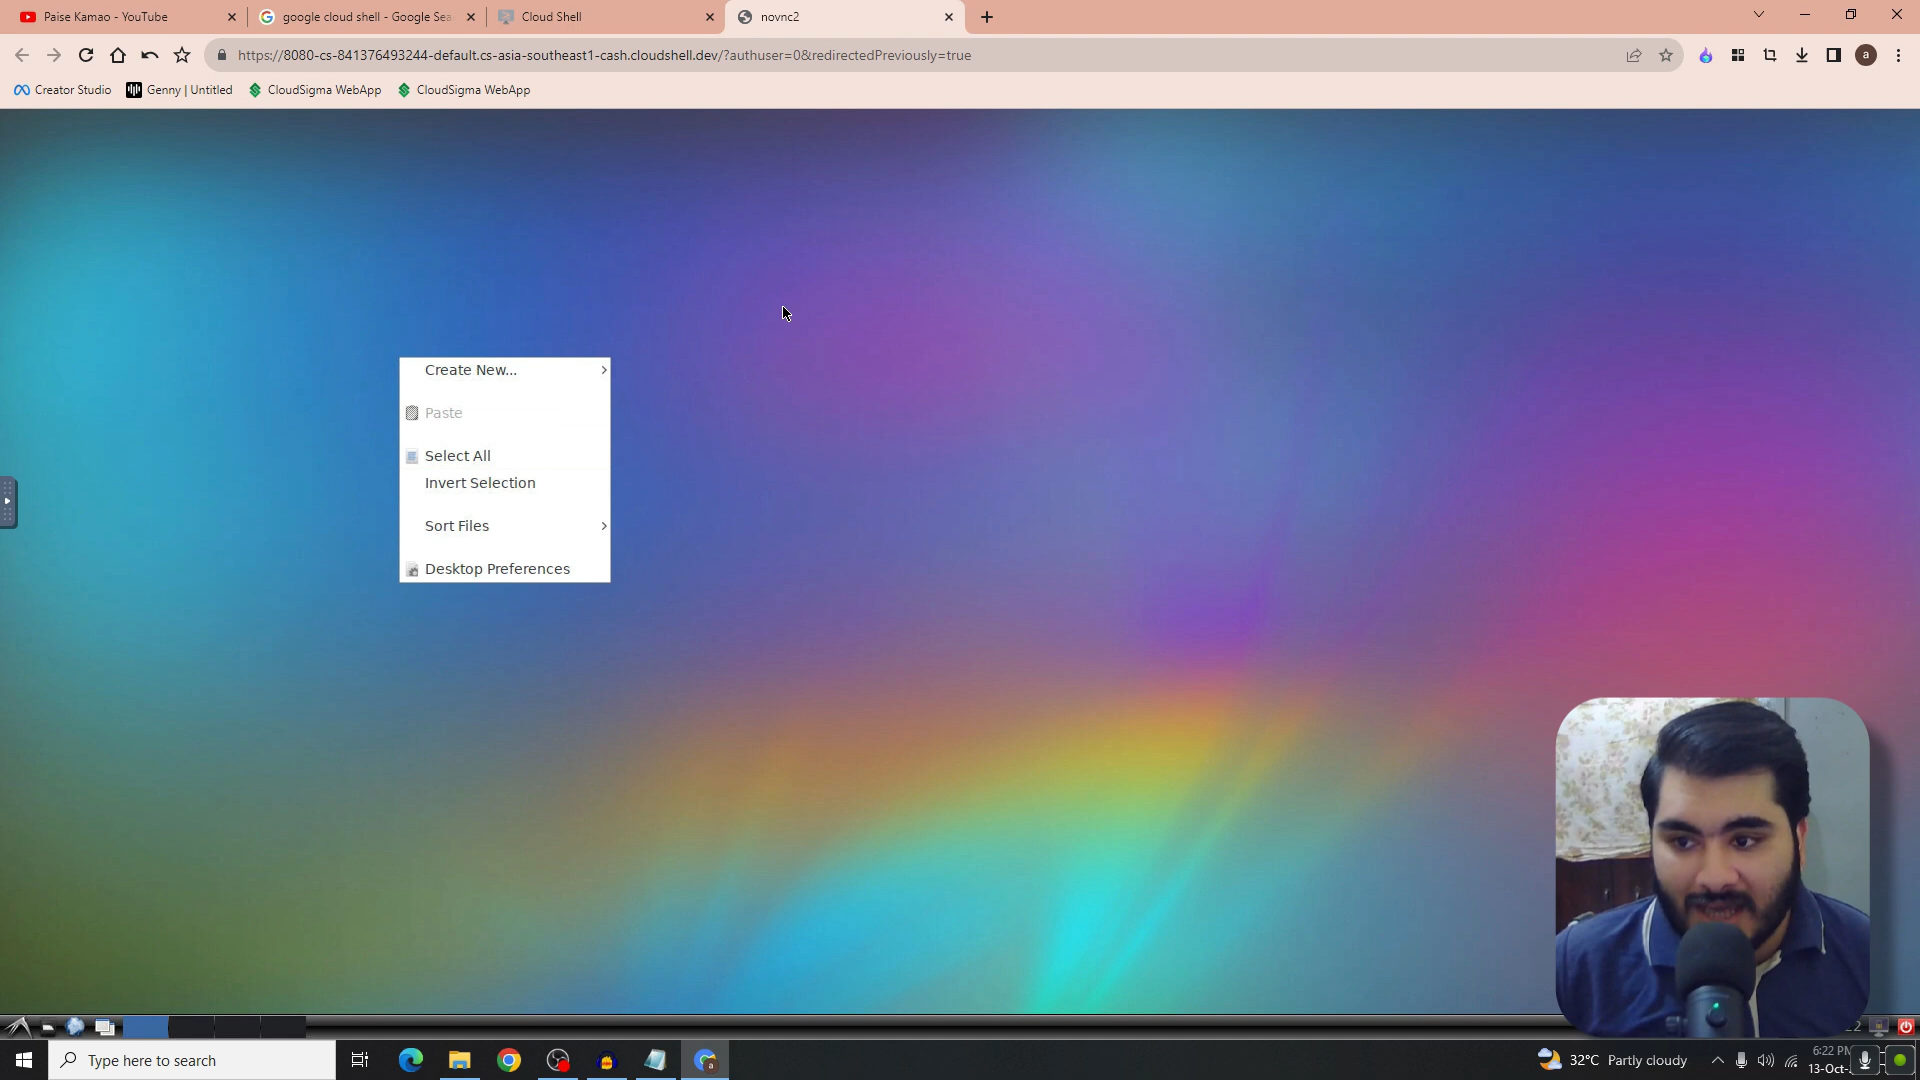 Paise Kamao - YouTube
google cloud shell - Google Sea
Cloud Shell
novnc2
https://8080-cs-841376493244-default.cs-asia-southeast1-cash.cloudshell.dev/?authuser=0&redirectedPreviously=true
a
Creator Studio
Genny | Untitled
CloudSigma WebApp
CloudSigma WebApp
Create New...
Paste
Select All
Invert Selection
Sort Files
Desktop Preferences
Type here to search
a
32°C Partly cloudy
6:22 PM
13-Oct-